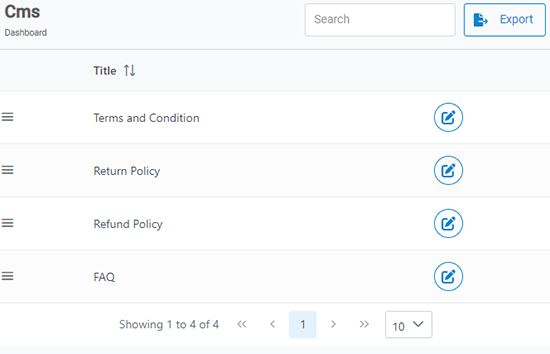 Cms
Dashboard
Search
Export
Title
Terms and Condition
Return Policy
Refund Policy
FAQ
Showing 1 to 4 of 4
1
10